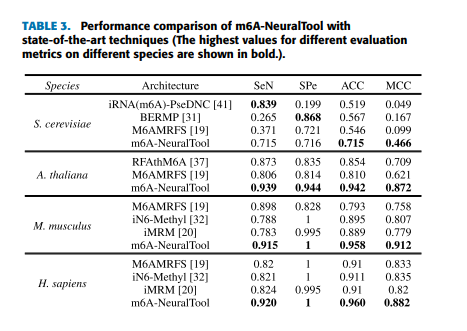 TABLE 3. Performance comparison of m6A-NeuralTool with
state-of-the-art techniques (The highest values for different evaluation
metrics on different species are shown in bold.).
Species Architecture SeN SPe ACC MCC
iRNA(m6A)-PseDNC [41] 0.839 0.199 0.519 0.049
BERMP [31] 0.265 0.868 0.567 0.167
S. cerevisiae
M6AMRFS [19] 0.371 0.721 0.546 0.099
m6A-NeuralTool 0.715 0.716 0.715 0.466
RFAthM6A [37] 0.873 0.835 0.854 0.709
A. thaliana M6AMRFS [19] 0.806 0.814 0.810 0.621
m6A-NeuralTool 0.939 0.944 0.942 0.872
M6AMRFS [19] 0.898 0.828 0.793 0.758
iN6-Methyl [32] 0.788 1 0.895 0.807
M. musculus
iMRM [20] 0.783 0.995 0.889 0.779
m6A-NeuralTool 0.915 1 0.958 0.912
M6AMRFS [19] 0.82 1 0.91 0.833
iN6-Methyl [32] 0.821 1 0.911 0.835
H. sapiens
iMRM [20] 0.824 0.995 0.91 0.82
m6A-NeuralTool 0.920 1 0.960 0.882